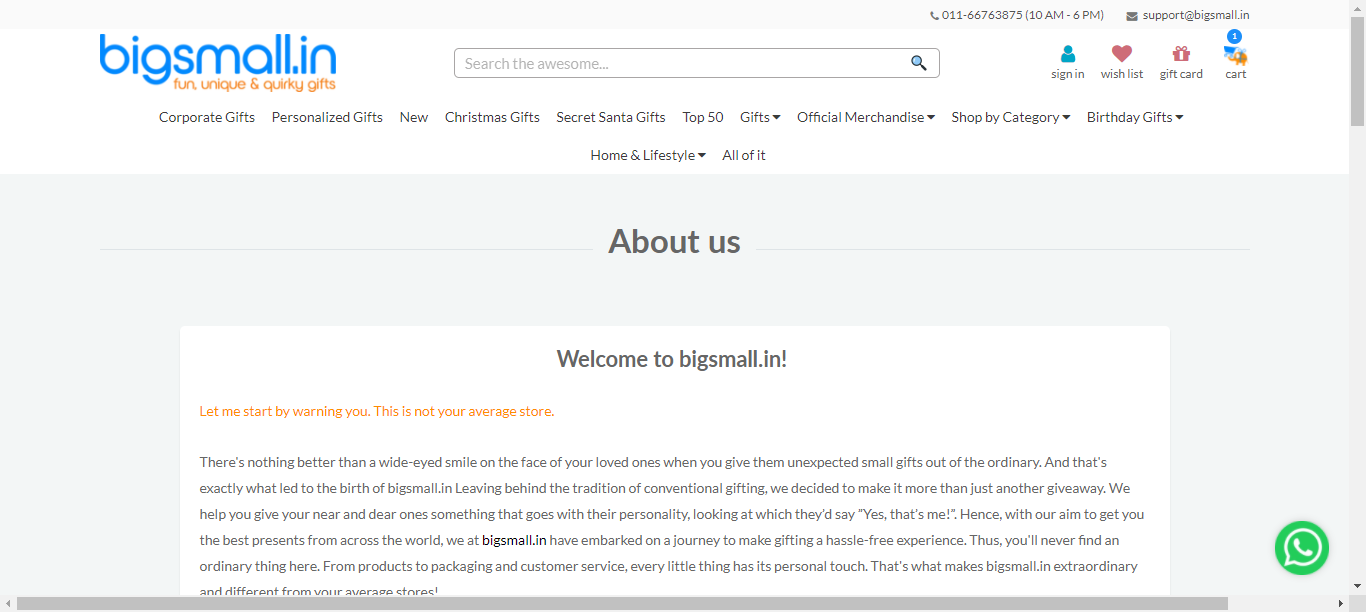 011-66763875 (10 AM - 6 PM) support@bigsmall.in
bigsmall.in
fun, unique & quirky gifts
Search the awesome...
1
sign in wish list gift card cart
Corporate Gifts Personalized Gifts New Christmas Gifts Secret Santa Gifts Top 50 Gifts Official Merchandise Shop by Category Birthday Gifts
Home & Lifestyle All of it
About us
Welcome to bigsmall.in!
Let me start by warning you. This is not your average store.
There's nothing better than a wide-eyed smile on the face of your loved ones when you give them unexpected small gifts out of the ordinary. And that's
exactly what led to the birth of bigsmall.in Leaving behind the tradition of conventional gifting, we decided to make it more than just another giveaway. We
help you give your near and dear ones something that goes with their personality, looking at which they'd say "Yes, that's me!". Hence, with our aim to get you
the best presents from across the world, we at bigsmall.in have embarked on a journey to make gifting a hassle-free experience. Thus, you'll never find an
ordinary thing here. From products to packaging and customer service, every little thing has its personal touch. That's what makes bigsmall.in extraordinary
and different from your average stores!